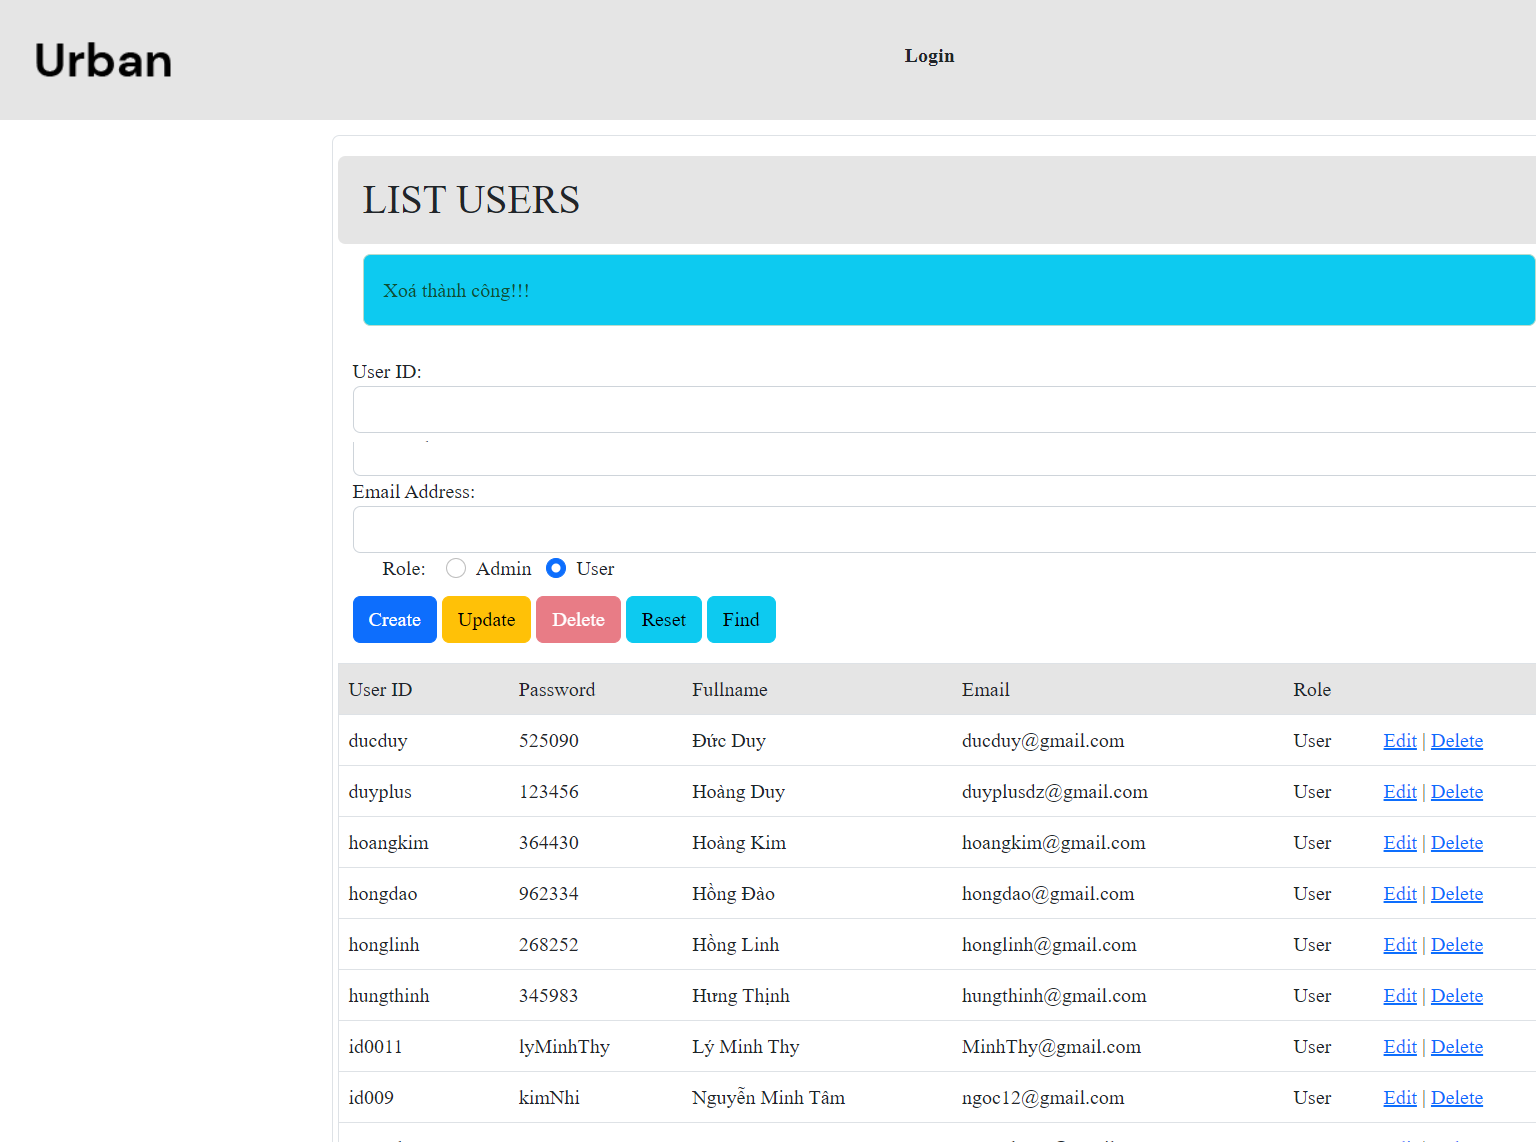 Urban
Login
LIST USERS
Xoá thành công!!!
User ID:
Email Address:
Role: Admin User
Create Update Delete Reset Find
User ID Password Fullname Email Role
ducduy 525090 Đức Duy ducduy@gmail.com User Edit | Delete
duyplus 123456 Hoàng Duy duyplusdz@gmail.com User Edit | Delete
hoangkim 364430 Hoàng Kim hoangkim@gmail.com User Edit | Delete
hongdao 962334 Hồng Đào hongdao@gmail.com User Edit | Delete
honglinh 268252 Hồng Linh honglinh@gmail.com User Edit | Delete
hungthinh 345983 Hưng Thịnh hungthinh@gmail.com User Edit | Delete
id0011 lyMinhThy Lý Minh Thy MinhThy@gmail.com User Edit | Delete
id009 kimNhi Nguyễn Minh Tâm ngoc12@gmail.com User Edit | Delete